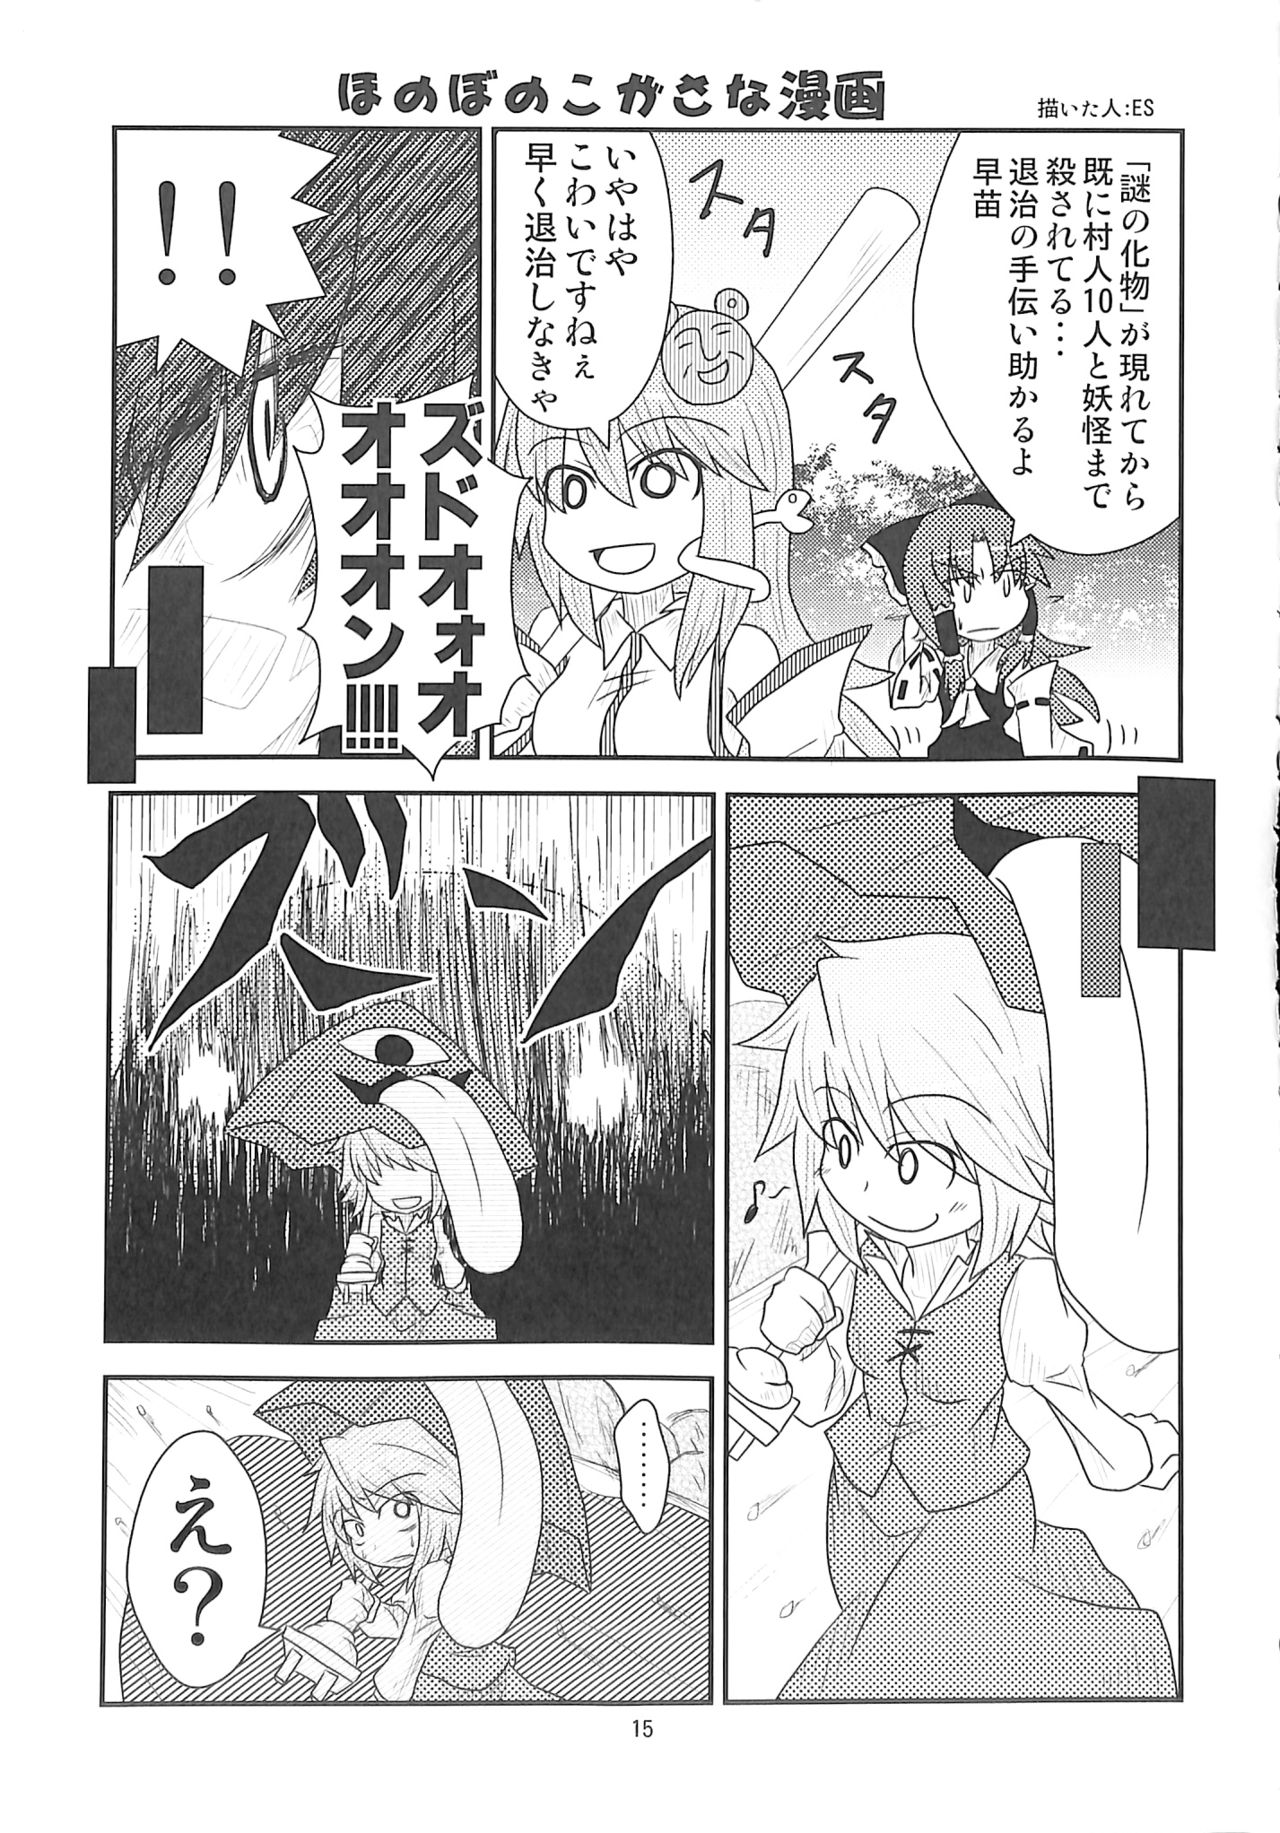 ほのぼのこがさな漫画
描いた人:ES
「謎の化物」が現れてから
既に村人10人と妖怪まで
殺されてる・・・
退治の手伝い助かるよ
早苗
スタ
スタ
いやはや
こわいですねぇ
早く退治しなきゃ
ズドォォォ
オオオオン!!!!!
!!
♪~
ズーン
………
え?
15